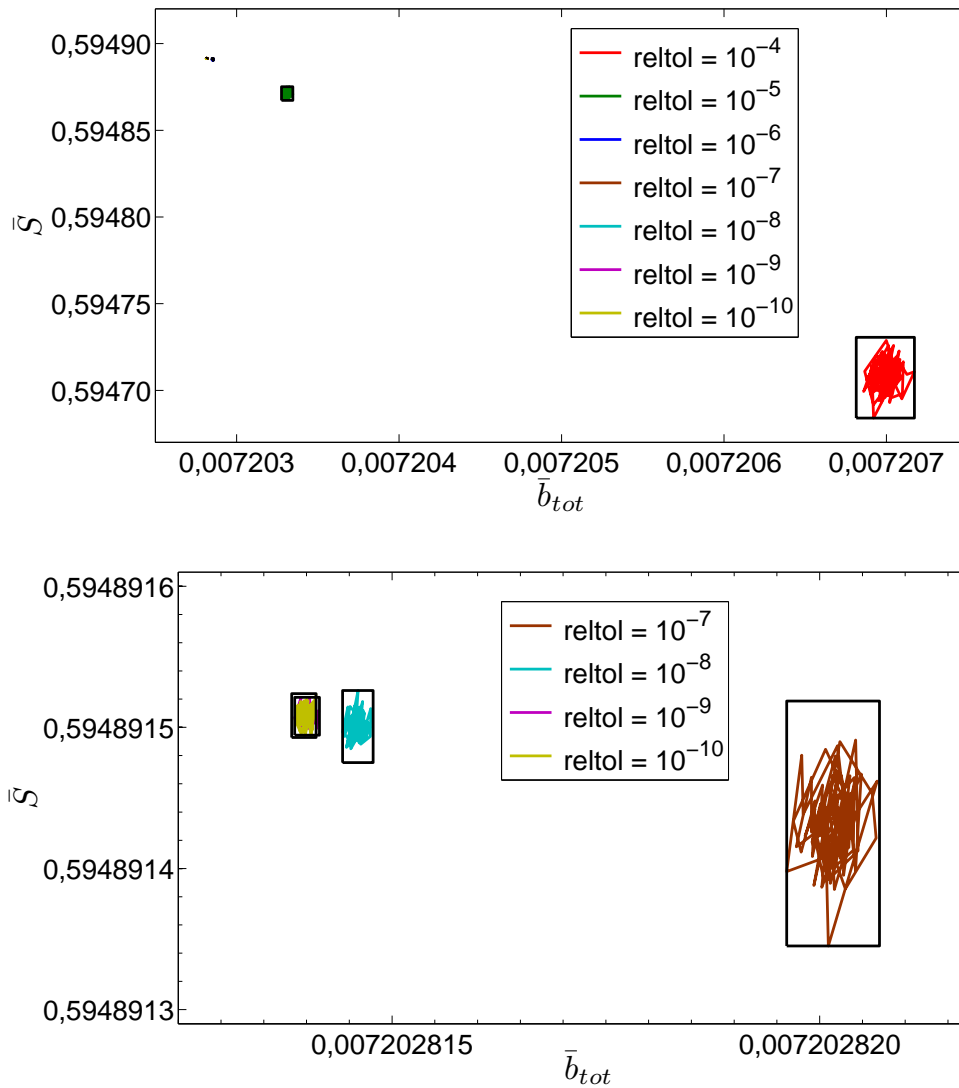 0,59490
0,59485
0,59480
0,59475
0,59470
S̄
reltol = 10⁻⁴
reltol = 10⁻⁵
reltol = 10⁻⁶
reltol = 10⁻⁷
reltol = 10⁻⁸
reltol = 10⁻⁹
reltol = 10⁻¹⁰
0,007203 0,007204 0,007205 0,007206 0,007207
b̄_tot
0,5948916
0,5948915
0,5948914
0,5948913
S̄
reltol = 10⁻⁷
reltol = 10⁻⁸
reltol = 10⁻⁹
reltol = 10⁻¹⁰
0,007202815 0,007202820
b̄_tot